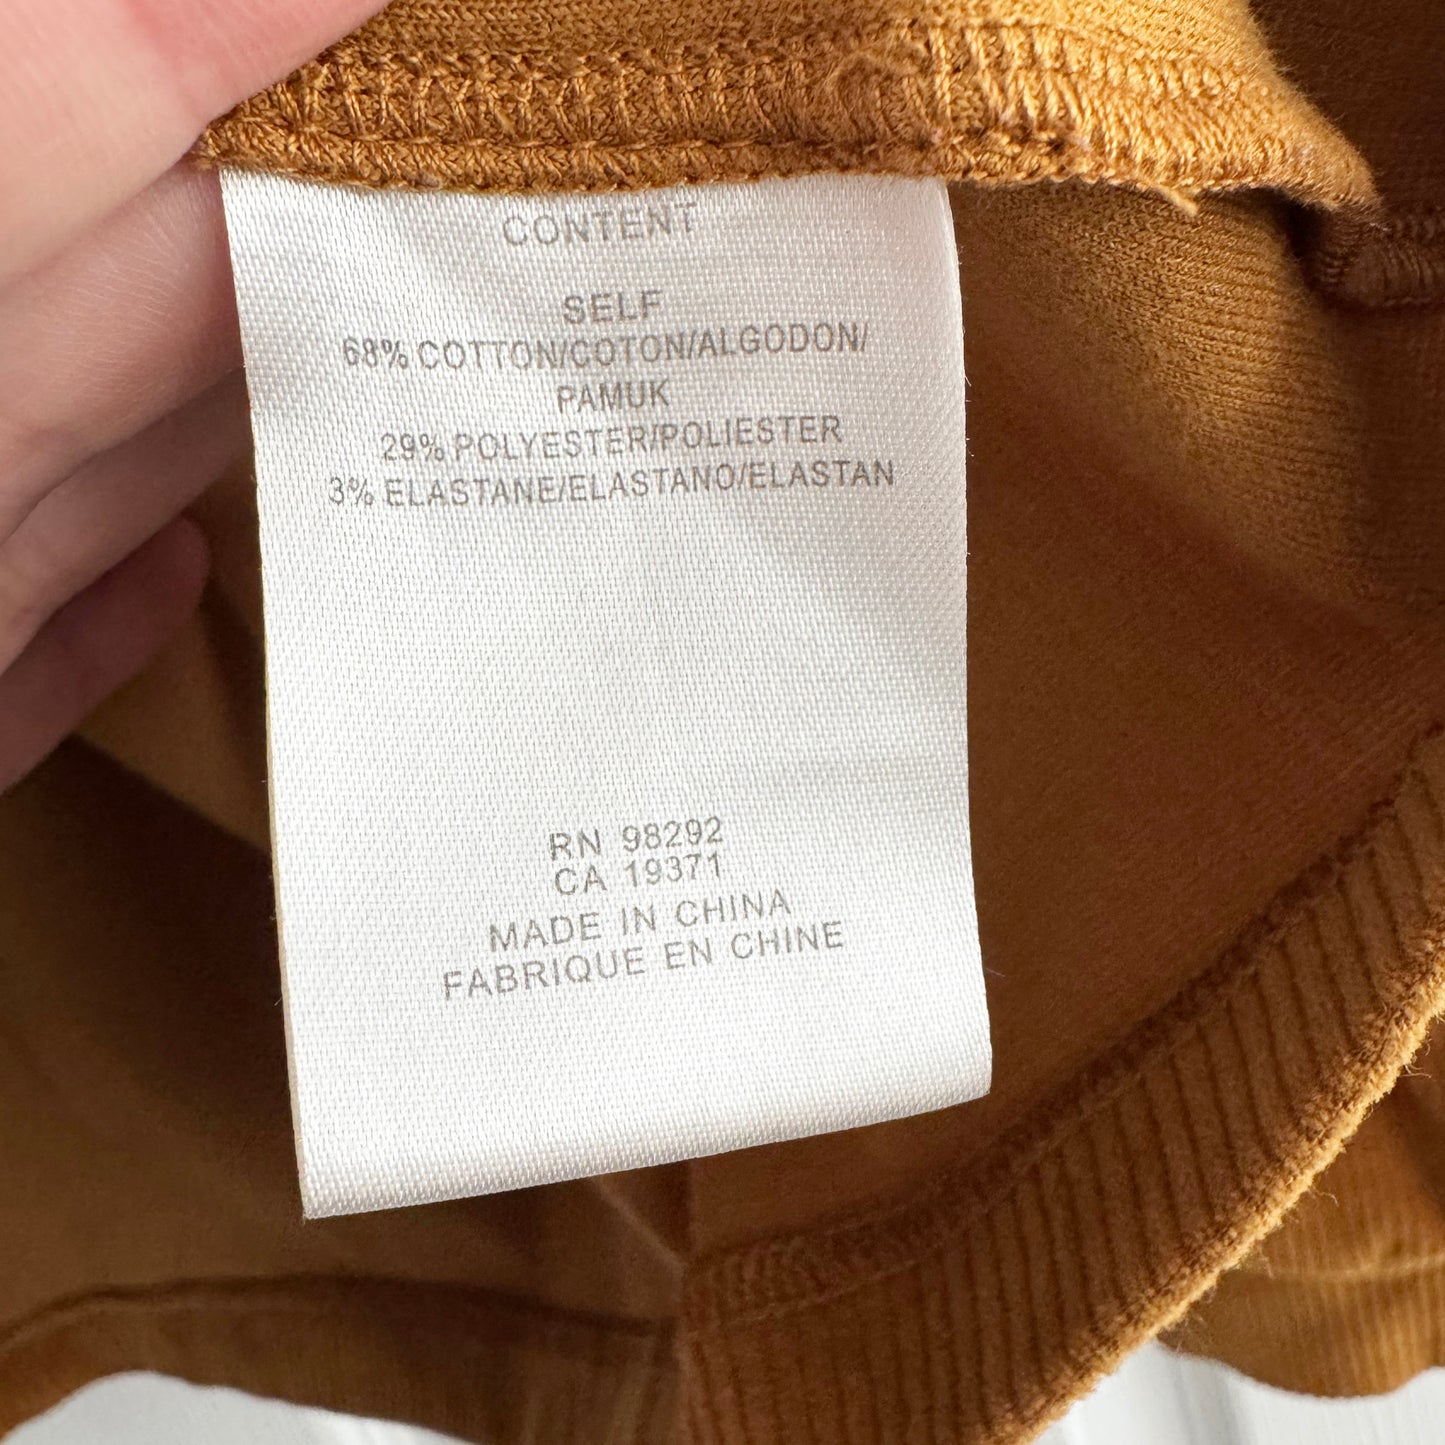 CONTENT
SELF
68% COTTON/COTON/ALGODON/
PAMUK
29% POLYESTER/POLIESTER
3% ELASTANE/ELASTANO/ELASTAN
RN 98292
CA 19371
MADE IN CHINA
FABRIQUE EN CHINE